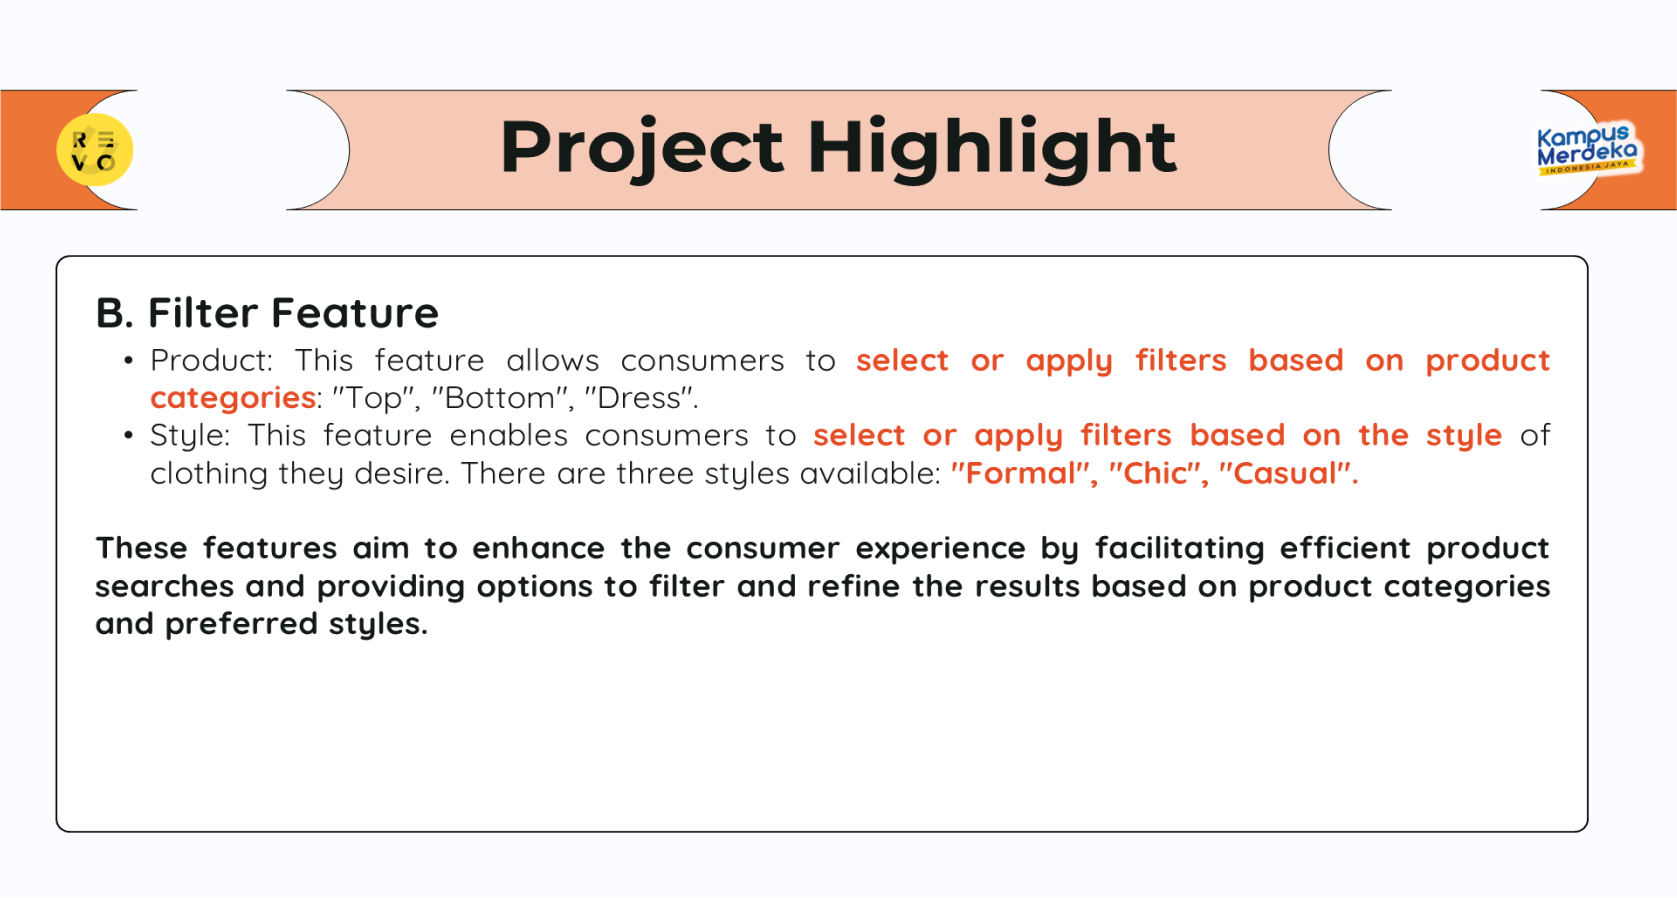 Project Highlight
R E
V O
Kampus
Merdeka
INDONESIA JAYA
B. Filter Feature
• Product: This feature allows consumers to select or apply filters based on product
categories: "Top", "Bottom", "Dress".
• Style: This feature enables consumers to select or apply filters based on the style of
clothing they desire. There are three styles available: "Formal", "Chic", "Casual".
These features aim to enhance the consumer experience by facilitating efficient product
searches and providing options to filter and refine the results based on product categories
and preferred styles.